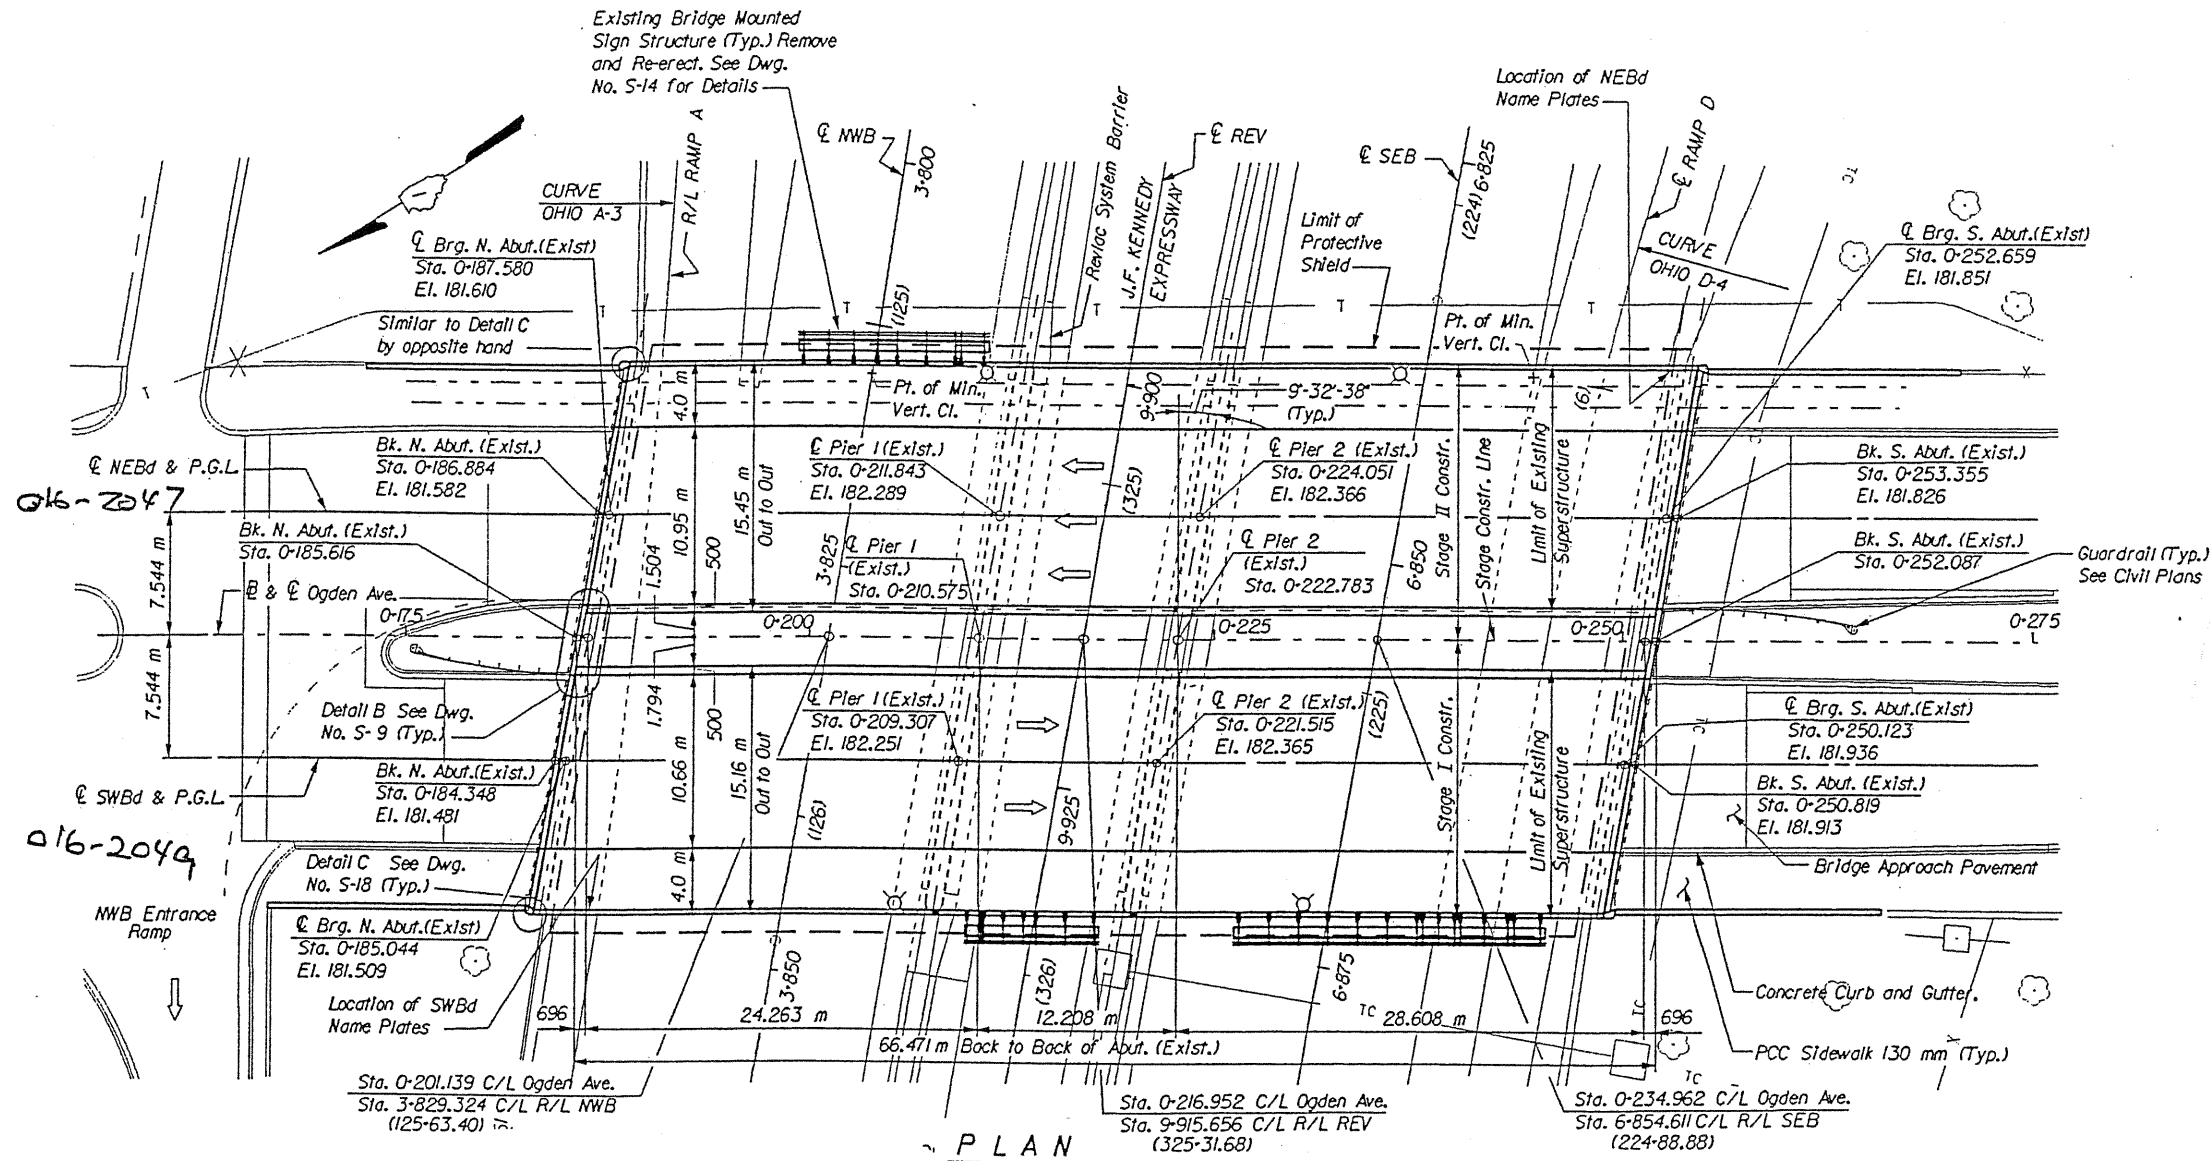 Existing Bridge Mounted
Sign Structure (Typ.) Remove
and Re-erect. See Dwg.
No. S-14 for Details
Location of NEBd
Name Plates
R/L RAMP A
℄ NWB
3+800
Revlac System Barrier
J.F. KENNEDY
EXPRESSWAY
℄ REV
℄ SEB
6+825
(224)
℄ RAMP D
CURVE
OHIO A-3
Limit of
Protective
Shield
CURVE
OHIO D-4
TC
℄ Brg. N. Abut.(Exist)
Sta. 0+187.580
El. 181.610
℄ Brg. S. Abut.(Exist)
Sta. 0+252.659
El. 181.851
T
T
T
T
T
(125)
Similar to Detail C
by opposite hand
Pt. of Min.
Vert. Cl.
Pt. of Min.
Vert. Cl.
4.0 m
9+900
9°-32'-38"
(Typ.)
(6)
℄ NEBd & P.G.L.
016-2047
Bk. N. Abut. (Exist.)
Sta. 0+186.884
El. 181.582
℄ Pier 1 (Exist.)
Sta. 0+211.843
El. 182.289
℄ Pier 2 (Exist.)
Sta. 0+224.051
El. 182.366
Bk. S. Abut. (Exist.)
Sta. 0+253.355
El. 181.826
10.95 m
15.45 m
Out to Out
(325)
Stage II Constr.
Stage Constr. Line
Limit of Existing
Superstructure
7.544 m
Bk. N. Abut. (Exist.)
Sta. 0+185.616
1.504
500
3+825
℄ Pier 1
(Exist.)
Sta. 0+210.575
℄ Pier 2
(Exist.)
Sta. 0+222.783
6+850
Bk. S. Abut. (Exist.)
Sta. 0+252.087
Guardrail (Typ.)
See Civil Plans
B & ℄ Ogden Ave.
0+175
0+200
0+225
0+250
0+275
7.544 m
Detail B See Dwg.
No. S-9 (Typ.)
1.794
500
℄ Pier 1 (Exist.)
Sta. 0+209.307
El. 182.251
℄ Pier 2 (Exist.)
Sta. 0+221.515
El. 182.365
(225)
℄ Brg. S. Abut.(Exist)
Sta. 0+250.123
El. 181.936
TC
℄ SWBd & P.G.L.
016-2049
Bk. N. Abut.(Exist.)
Sta. 0+184.348
El. 181.481
10.66 m
15.16 m
Out to Out
(126)
9+925
Stage I Constr.
Limit of Existing
Superstructure
Bk. S. Abut. (Exist.)
Sta. 0+250.819
El. 181.913
Bridge Approach Pavement
Detail C See Dwg.
No. S-18 (Typ.)
4.0 m
NWB Entrance
Ramp
℄ Brg. N. Abut.(Exist)
Sta. 0+185.044
El. 181.509
3+850
(326)
6+875
Location of SWBd
Name Plates
Concrete Curb and Gutter.
696
24.263 m
12.208 m
TC
28.608 m
TC
696
66.471 m Back to Back of Abut. (Exist.)
PCC Sidewalk 130 mm (Typ.)
TC
Sta. 0+201.139 C/L Ogden Ave.
Sta. 3+829.324 C/L R/L NWB
(125+63.40)
Sta. 0+216.952 C/L Ogden Ave.
Sta. 9+915.656 C/L R/L REV
(325+31.68)
Sta. 0+234.962 C/L Ogden Ave.
Sta. 6+854.611 C/L R/L SEB
(224+88.88)
PLAN